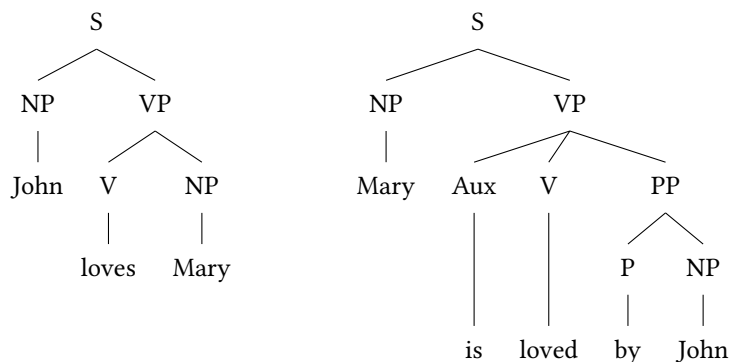 S S
NP VP NP VP
John V NP Mary Aux V PP
loves Mary P NP
is loved by John